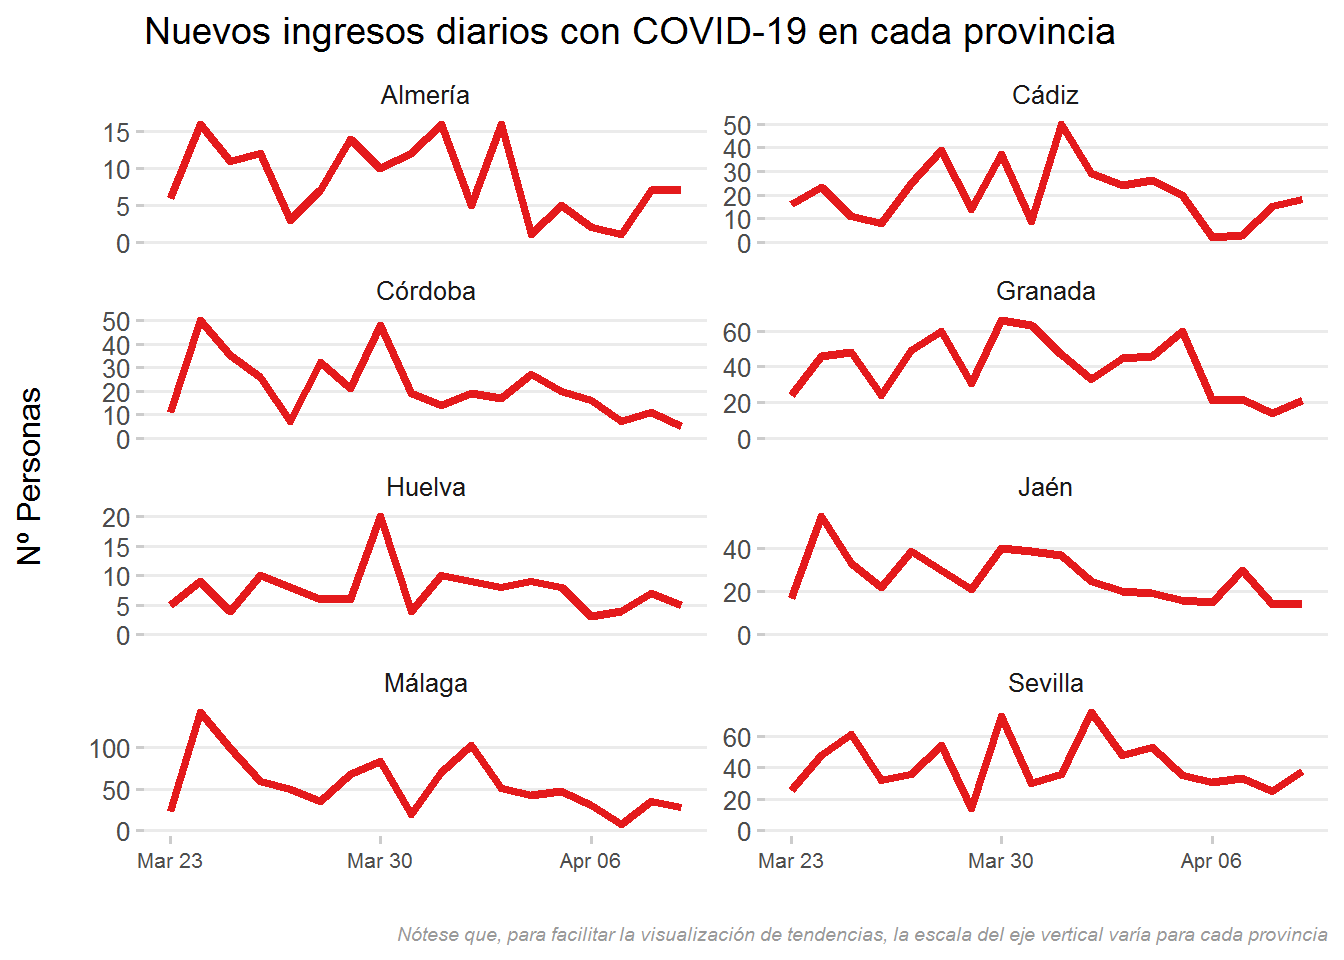 Nuevos ingresos diarios con COVID-19 en cada provincia
Nº Personas
Almería
15
10
5
0
Cádiz
50
40
30
20
10
0
Córdoba
50
40
30
20
10
0
Granada
60
40
20
0
Huelva
20
15
10
5
0
Jaén
40
20
0
Málaga
100
50
0
Mar 23 Mar 30 Apr 06
Sevilla
60
40
20
0
Mar 23 Mar 30 Apr 06
Nótese que, para facilitar la visualización de tendencias, la escala del eje vertical varía para cada provincia